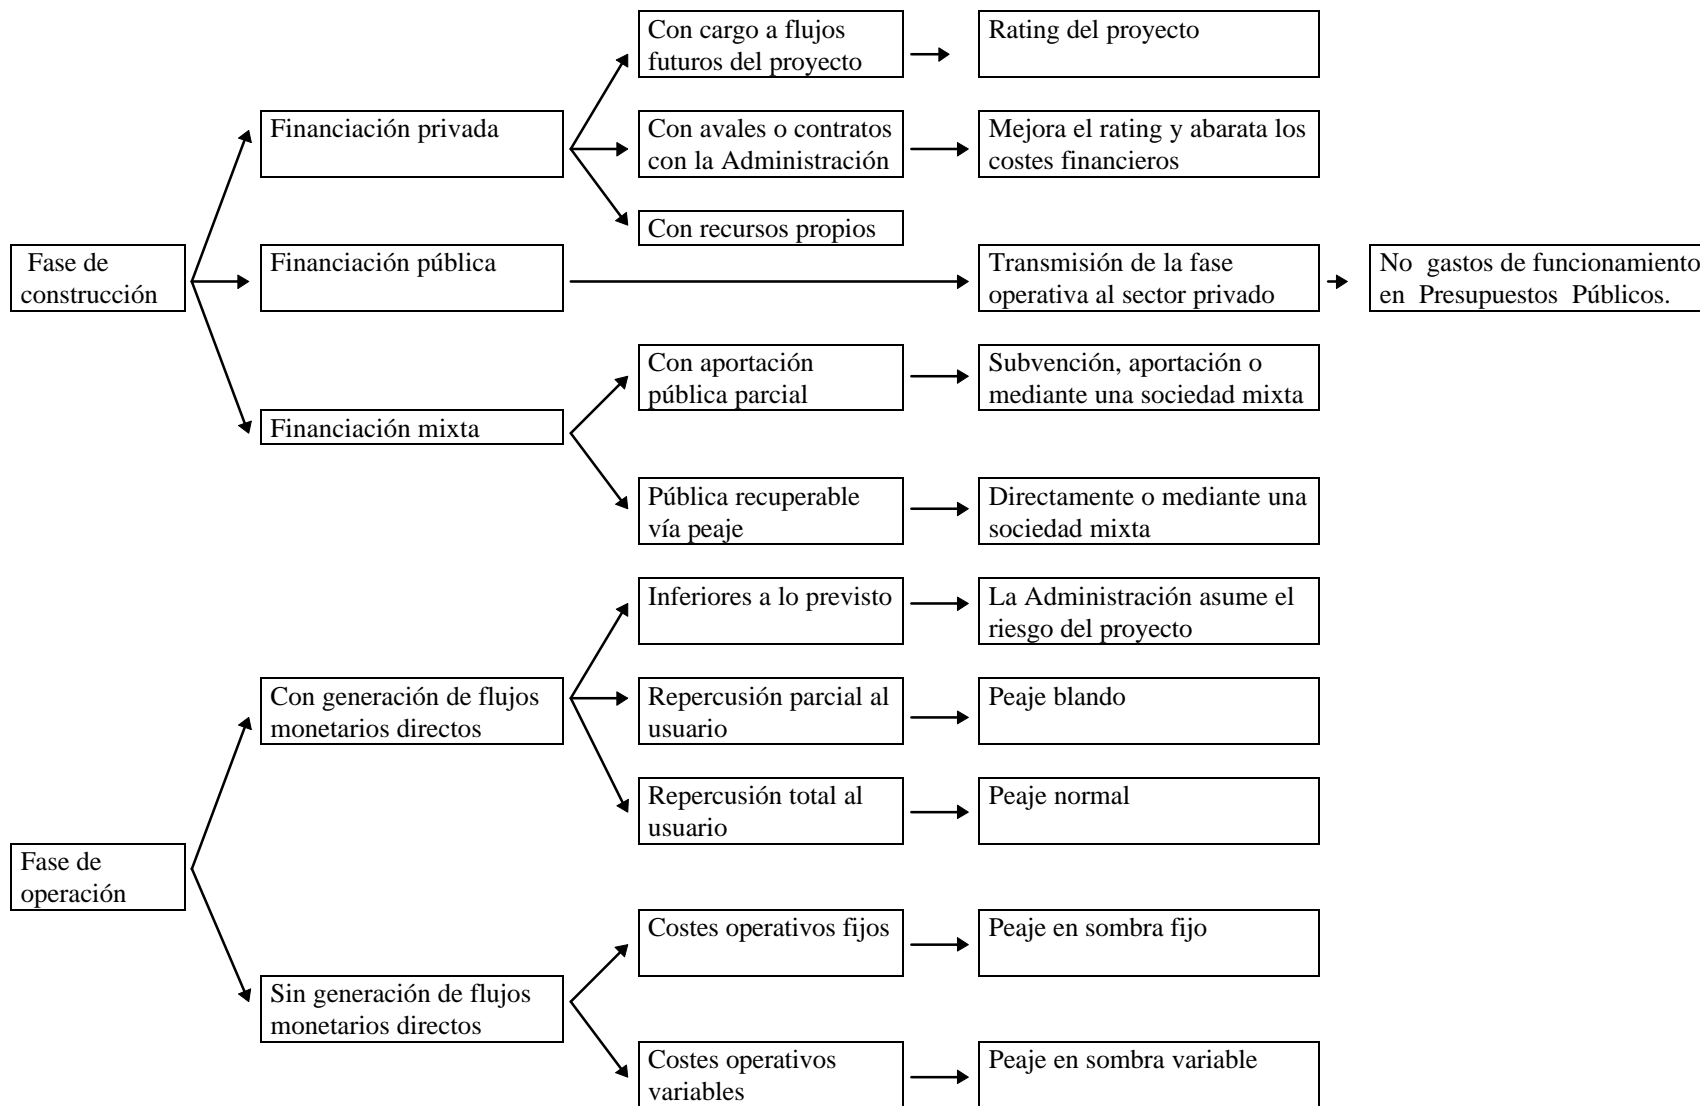 Con cargo a flujos
futuros del proyecto
Rating del proyecto
Financiación privada
Con avales o contratos
con la Administración
Mejora el rating y abarata los
costes financieros
Con recursos propios
Fase de
construcción
Financiación pública
Transmisión de la fase
operativa al sector privado
No gastos de funcionamiento
en Presupuestos Públicos.
Con aportación
pública parcial
Subvención, aportación o
mediante una sociedad mixta
Financiación mixta
Pública recuperable
vía peaje
Directamente o mediante una
sociedad mixta
Inferiores a lo previsto
La Administración asume el
riesgo del proyecto
Con generación de flujos
monetarios directos
Repercusión parcial al
usuario
Peaje blando
Repercusión total al
usuario
Peaje normal
Fase de
operación
Costes operativos fijos
Peaje en sombra fijo
Sin generación de flujos
monetarios directos
Costes operativos
variables
Peaje en sombra variable